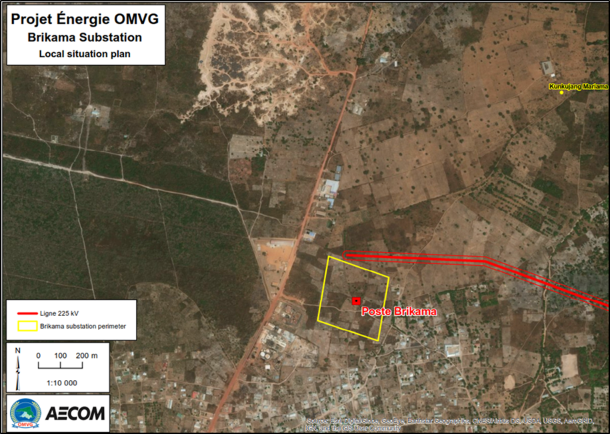 Projet Énergie OMVG
Brikama Substation
Local situation plan
Kunkujang Mariama
Poste Brikama
Ligne 225 kV
Brikama substation perimeter
N
0 100 200 m
1:10 000
OMVG
AECOM